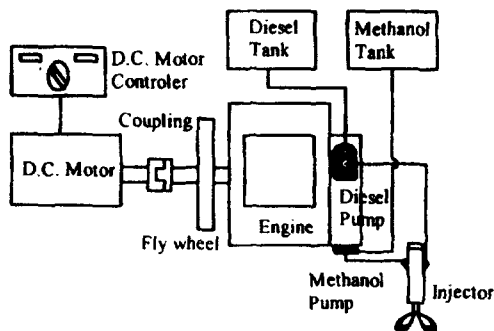 Diesel
Tank
Methanol
Tank
D.C. Motor
Controler
Coupling
D.C. Motor
Engine
Diesel
Pump
Fly wheel
Methanol
Pump
Injector